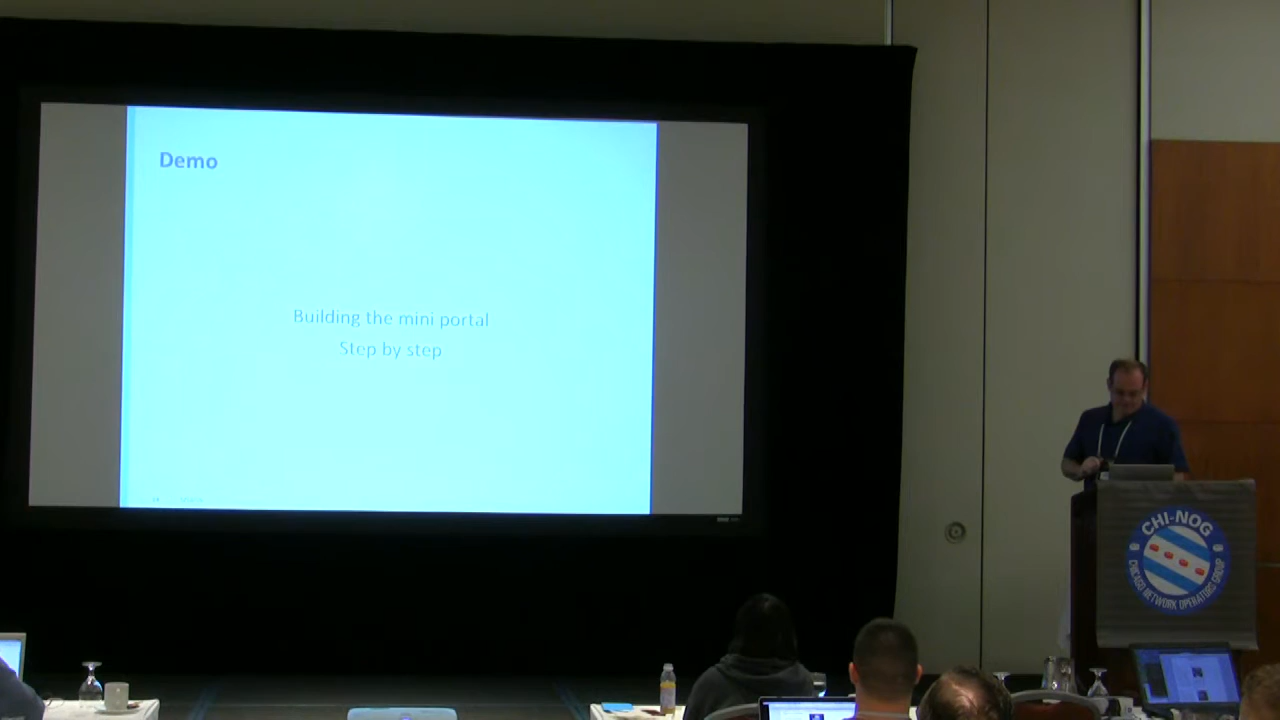 Demo
Building the mini portal
Step by step
CHI-NOG
CHICAGO NETWORK OPERATORS GROUP